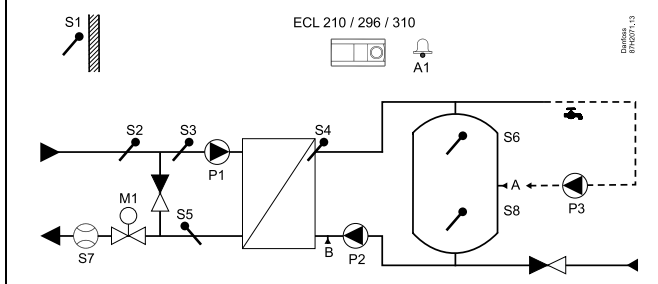 S1
ECL 210 / 296 / 310
A1
Danfoss
87H2071.13
S2
S3
S4
P1
S6
A
P3
M1
S5
S8
S7
B
P2